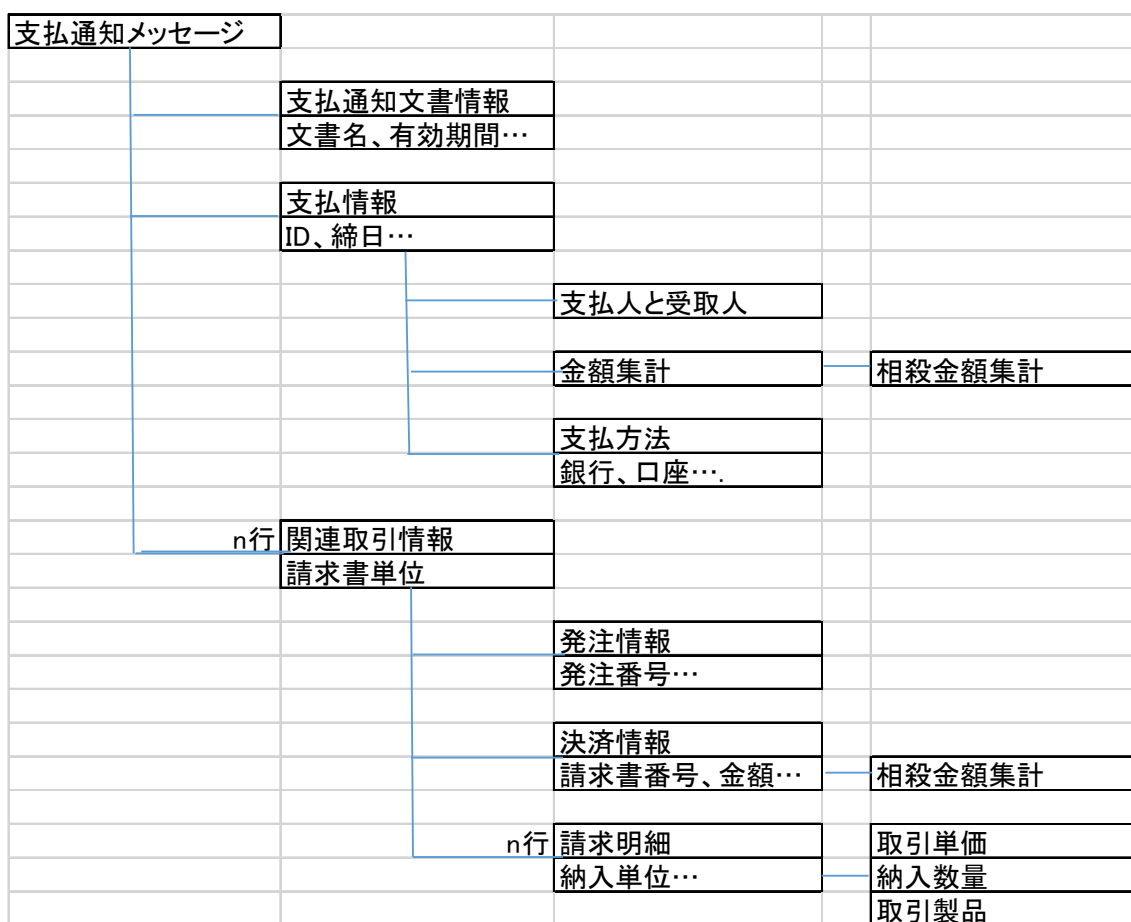 支払通知メッセージ
支払通知文書情報
文書名、有効期間…
支払情報
ID、締日…
支払人と受取人
金額集計 相殺金額集計
支払方法
銀行、口座….
n行 関連取引情報
請求書単位
発注情報
発注番号…
決済情報
請求書番号、金額… 相殺金額集計
n行 請求明細 取引単価
納入単位… 納入数量
取引製品